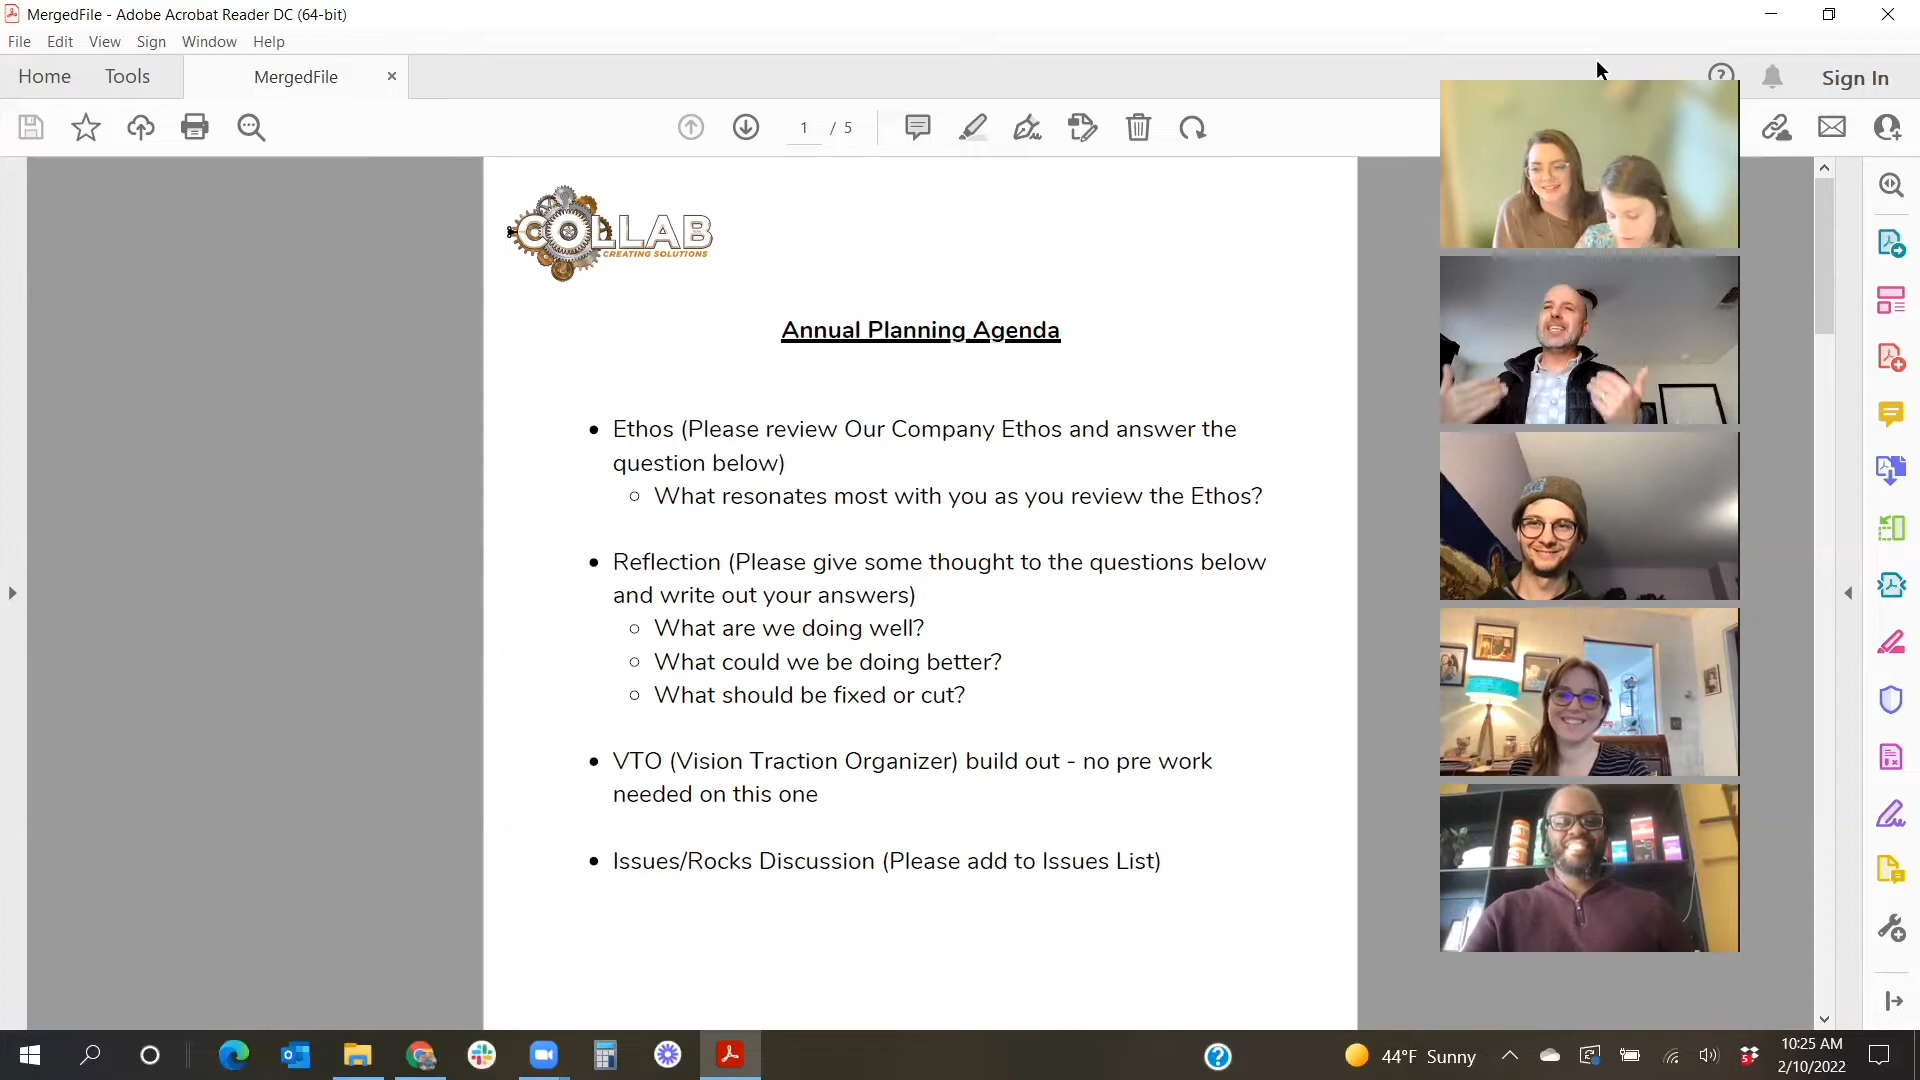 MergedFile - Adobe Acrobat Reader DC (64-bit)
File Edit View Sign Window Help
Home Tools MergedFile
Sign In
1 / 5
COLLAB
CREATING SOLUTIONS
Annual Planning Agenda
• Ethos (Please review Our Company Ethos and answer the
question below)
○ What resonates most with you as you review the Ethos?
• Reflection (Please give some thought to the questions below
and write out your answers)
○ What are we doing well?
○ What could we be doing better?
○ What should be fixed or cut?
• VTO (Vision Traction Organizer) build out - no pre work
needed on this one
• Issues/Rocks Discussion (Please add to Issues List)
44°F Sunny
10:25 AM
2/10/2022